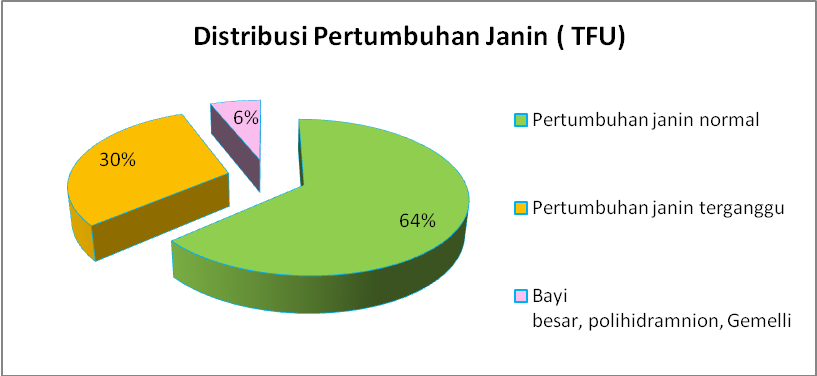 Distribusi Pertumbuhan Janin ( TFU)
6%
30%
64%
Pertumbuhan janin normal
Pertumbuhan janin terganggu
Bayi
besar, polihidramnion, Gemelli